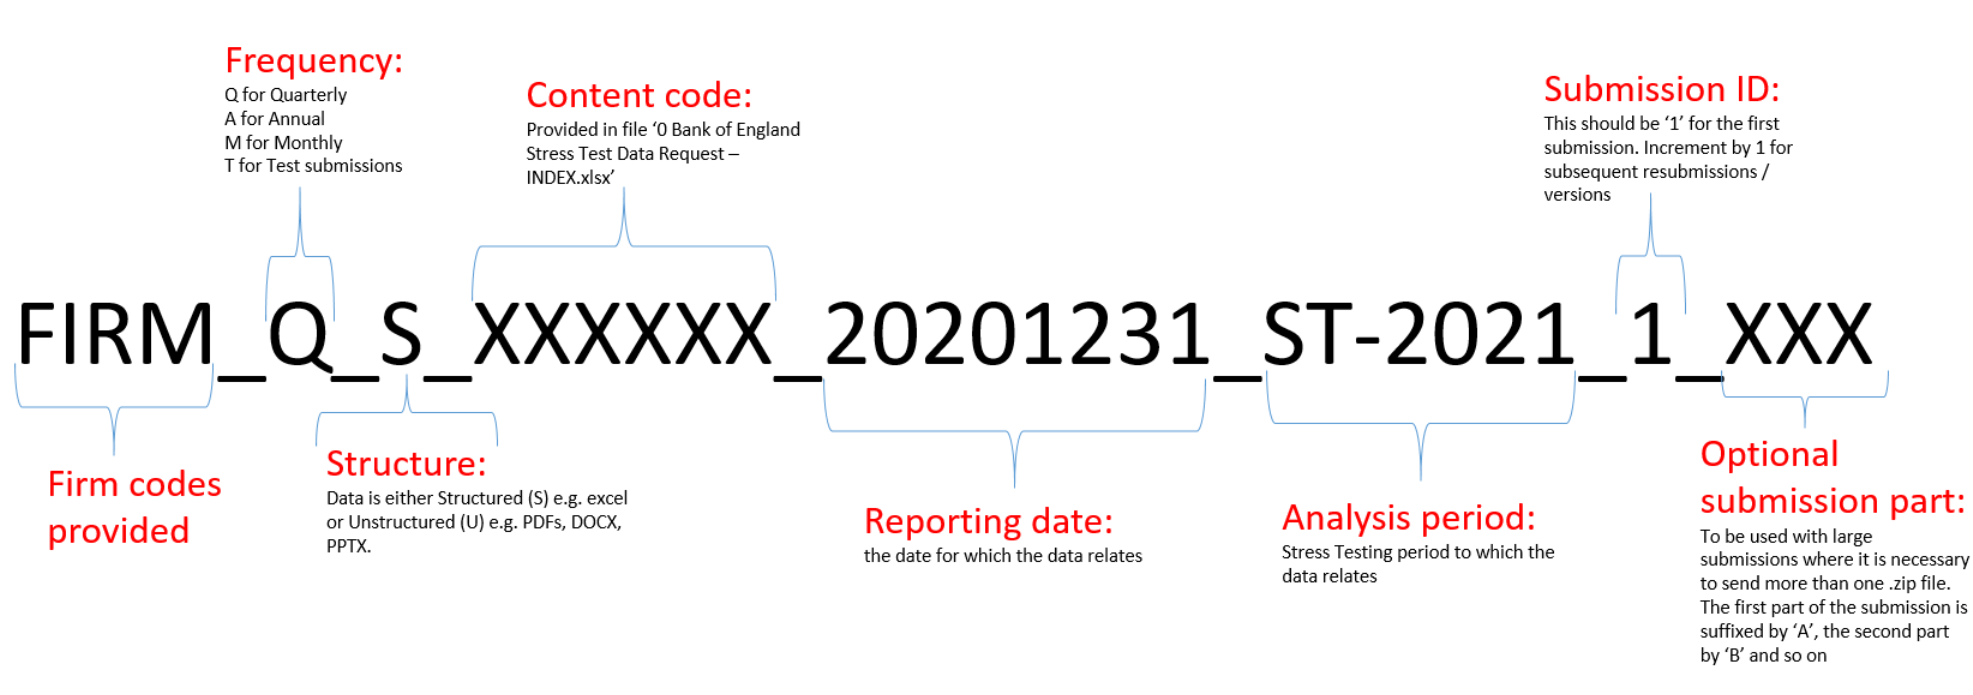 Frequency:
Q for Quarterly
A for Annual
M for Monthly
T for Test submissions
Content code:
Provided in file ‘0 Bank of England
Stress Test Data Request –
INDEX.xlsx’
Submission ID:
This should be ‘1’ for the first
submission. Increment by 1 for
subsequent resubmissions /
versions
FIRM_Q_S_XXXXXX_20201231_ST-2021_1_XXX
Firm codes
provided
Structure:
Data is either Structured (S) e.g. excel
or Unstructured (U) e.g. PDFs, DOCX,
PPTX.
Reporting date:
the date for which the data relates
Analysis period:
Stress Testing period to which the
data relates
Optional
submission part:
To be used with large
submissions where it is necessary
to send more than one .zip file.
The first part of the submission is
suffixed by ‘A’, the second part
by ‘B’ and so on